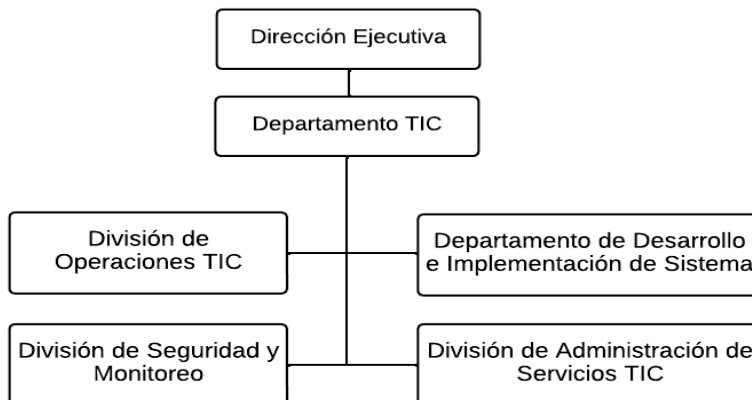 Dirección Ejecutiva
Departamento TIC
División de
Operaciones TIC
Departamento de Desarrollo
e Implementación de Sistema
División de Seguridad y
Monitoreo
División de Administración de
Servicios TIC